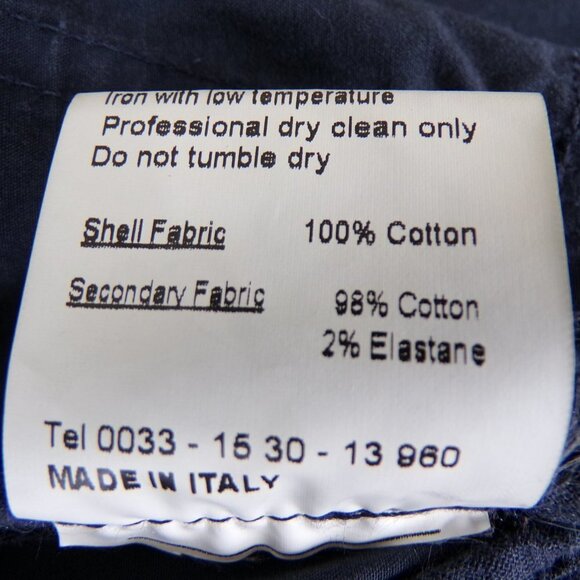 Iron with low temperature
Professional dry clean only
Do not tumble dry
Shell Fabric 100% Cotton
Secondary Fabric 98% Cotton
2% Elastane
Tel 0033 - 15 30 - 13 960
MADE IN ITALY